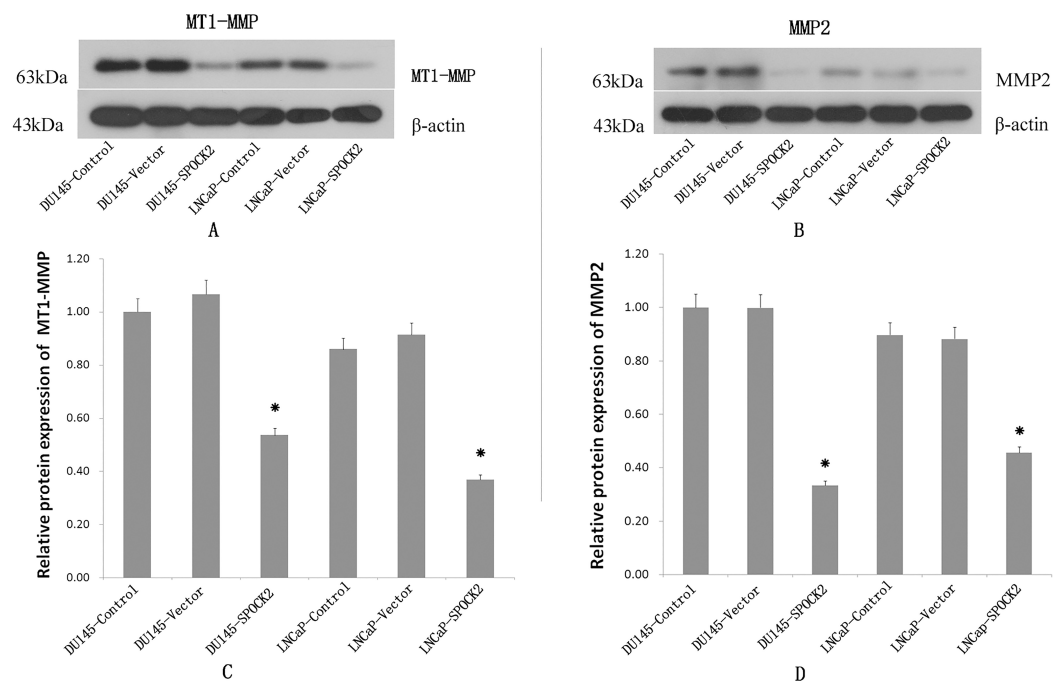 MT1-MMP
63kDa
MT1-MMP
43kDa
β-actin
DU145-Control
DU145-Vector
DU145-SPOCK2
LNCaP-Control
LNCaP-Vector
LNCaP-SPOCK2
A
MMP2
63kDa
MMP2
43kDa
β-actin
DU145-Control
DU145-Vector
DU145-SPOCK2
LNCaP-Control
LNCaP-Vector
LNCaP-SPOCK2
B
Relative protein expression of MT1-MMP
1.20
1.00
0.80
0.60
0.40
0.20
0.00
*
*
DU145-Control
DU145-Vector
DU145-SPOCK2
LNCaP-Control
LNCaP-Vector
LNCaP-SPOCK2
C
Relative protein expression of MMP2
1.20
1.00
0.80
0.60
0.40
0.20
0.00
*
*
DU145-Control
DU145-Vector
DU145-SPOCK2
LNCaP-Control
LNCaP-Vector
LNCap-SPOCK2
D